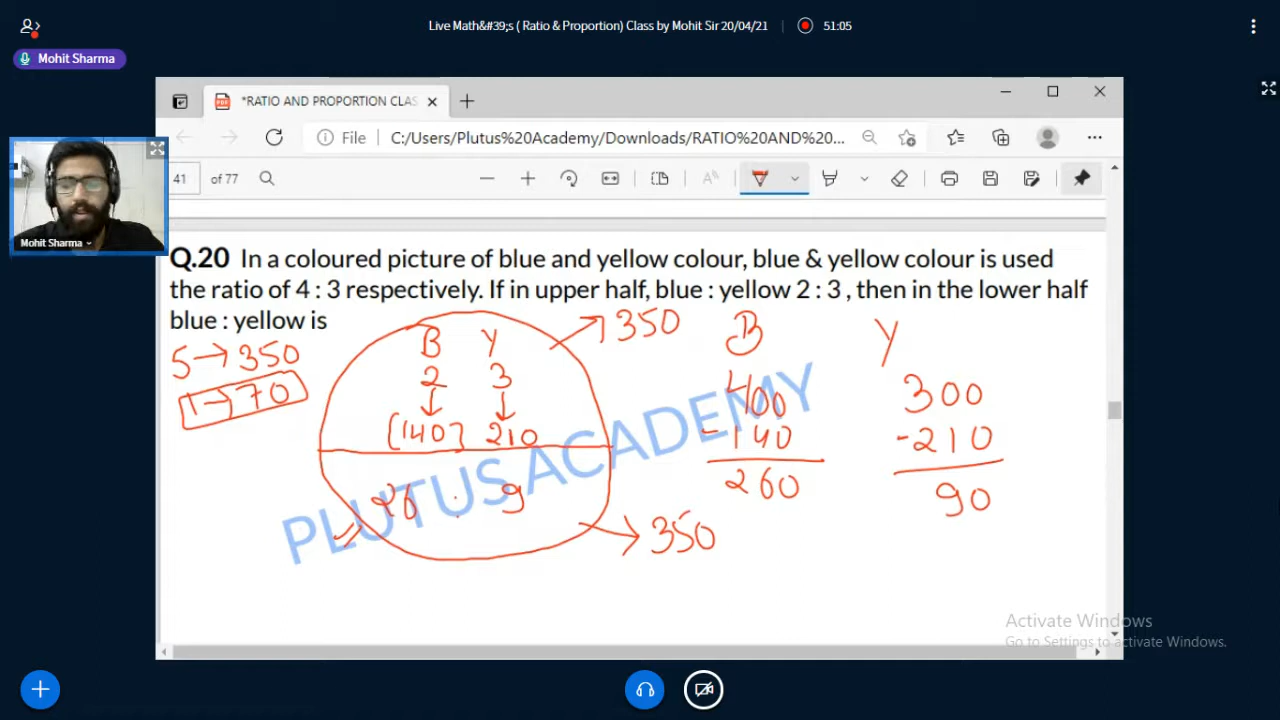 Live Math&#39;s ( Ratio & Proportion) Class by Mohit Sir 20/04/21
51:05
Mohit Sharma
*RATIO AND PROPORTION CLAS
File
C:/Users/Plutus%20Academy/Downloads/RATIO%20AND%20...
41 of 77
Mohit Sharma
Q.20 In a coloured picture of blue and yellow colour, blue & yellow colour is used
the ratio of 4 : 3 respectively. If in upper half, blue : yellow 2 : 3 , then in the lower half
blue : yellow is
5 → 350
1 → 70
B Y
2 3
(140) 210
26 : 9
350
350
B Y
400 300
-140 -210
260 90
PLUTUS ACADEMY
Activate Windows
Go to Settings to activate Windows.